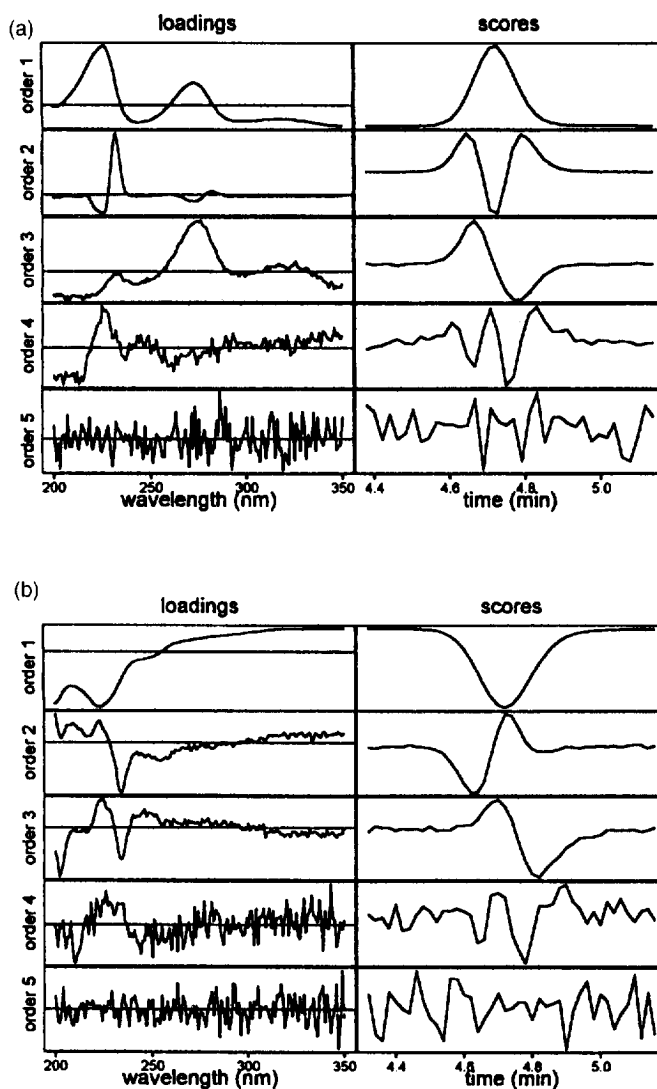 (a)
loadings scores
order 1
order 2
order 3
order 4
order 5
200 250 300 350 4.4 4.6 4.8 5.0
wavelength (nm) time (min)
(b)
loadings scores
order 1
order 2
order 3
order 4
order 5
200 250 300 350 4.4 4.6 4.8 5.0
wavelength (nm) time (min)